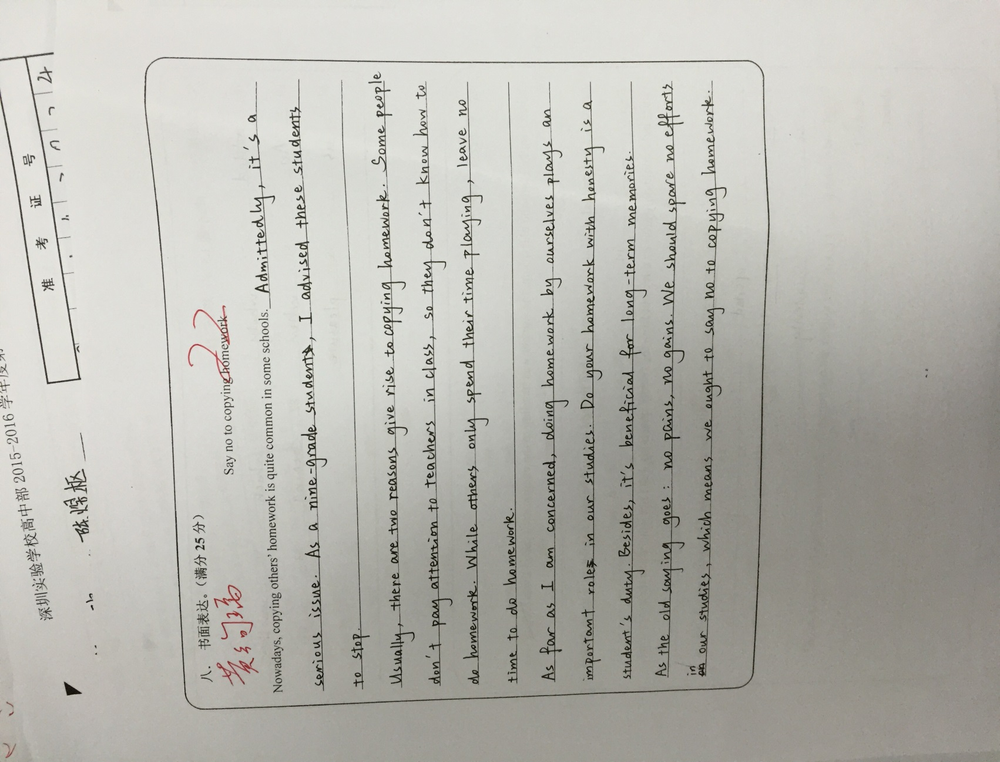 深圳实验学校高中部 2015-2016 学年度第
准 考 证 号
八. 书面表达。(满分 25 分)
22
Say no to copying homework
Nowadays, copying others' homework is quite common in some schools. Admittedly, it's a
serious issue. As a nine-grade student, I advised these students
to stop.
Usually, there are two reasons give rise to copying homework. Some people
don't pay attention to teachers in class, so they don't know how to
do homework. While others only spend their time playing, leave no
time to do homework.
As far as I am concerned, doing homework by ourselves plays an
important role in our studies. Do your homework with honesty is a
student's duty. Besides, it's beneficial for long-term memories.
As the old saying goes: no pains, no gains. We should spare no efforts
in our studies, which means we ought to say no to copying homework.